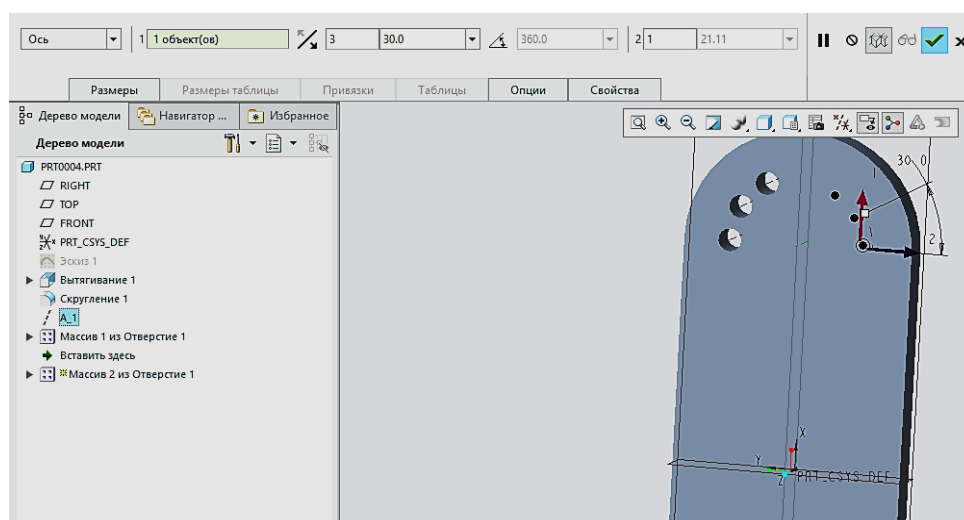 Ось 1 1 объект(ов) 3 30.0 360.0 2 1 21.11
Размеры Размеры таблицы Привязки Таблицы Опции Свойства
Дерево модели Навигатор ... Избранное
Дерево модели
PRT0004.PRT
RIGHT
TOP
FRONT
PRT_CSYS_DEF
Эскиз 1
Вытягивание 1
Скругление 1
A_1
Массив 1 из Отверстие 1
Вставить здесь
Массив 2 из Отверстие 1
30.0
1
2
X
Y
Z PRT_CSYS_DEF